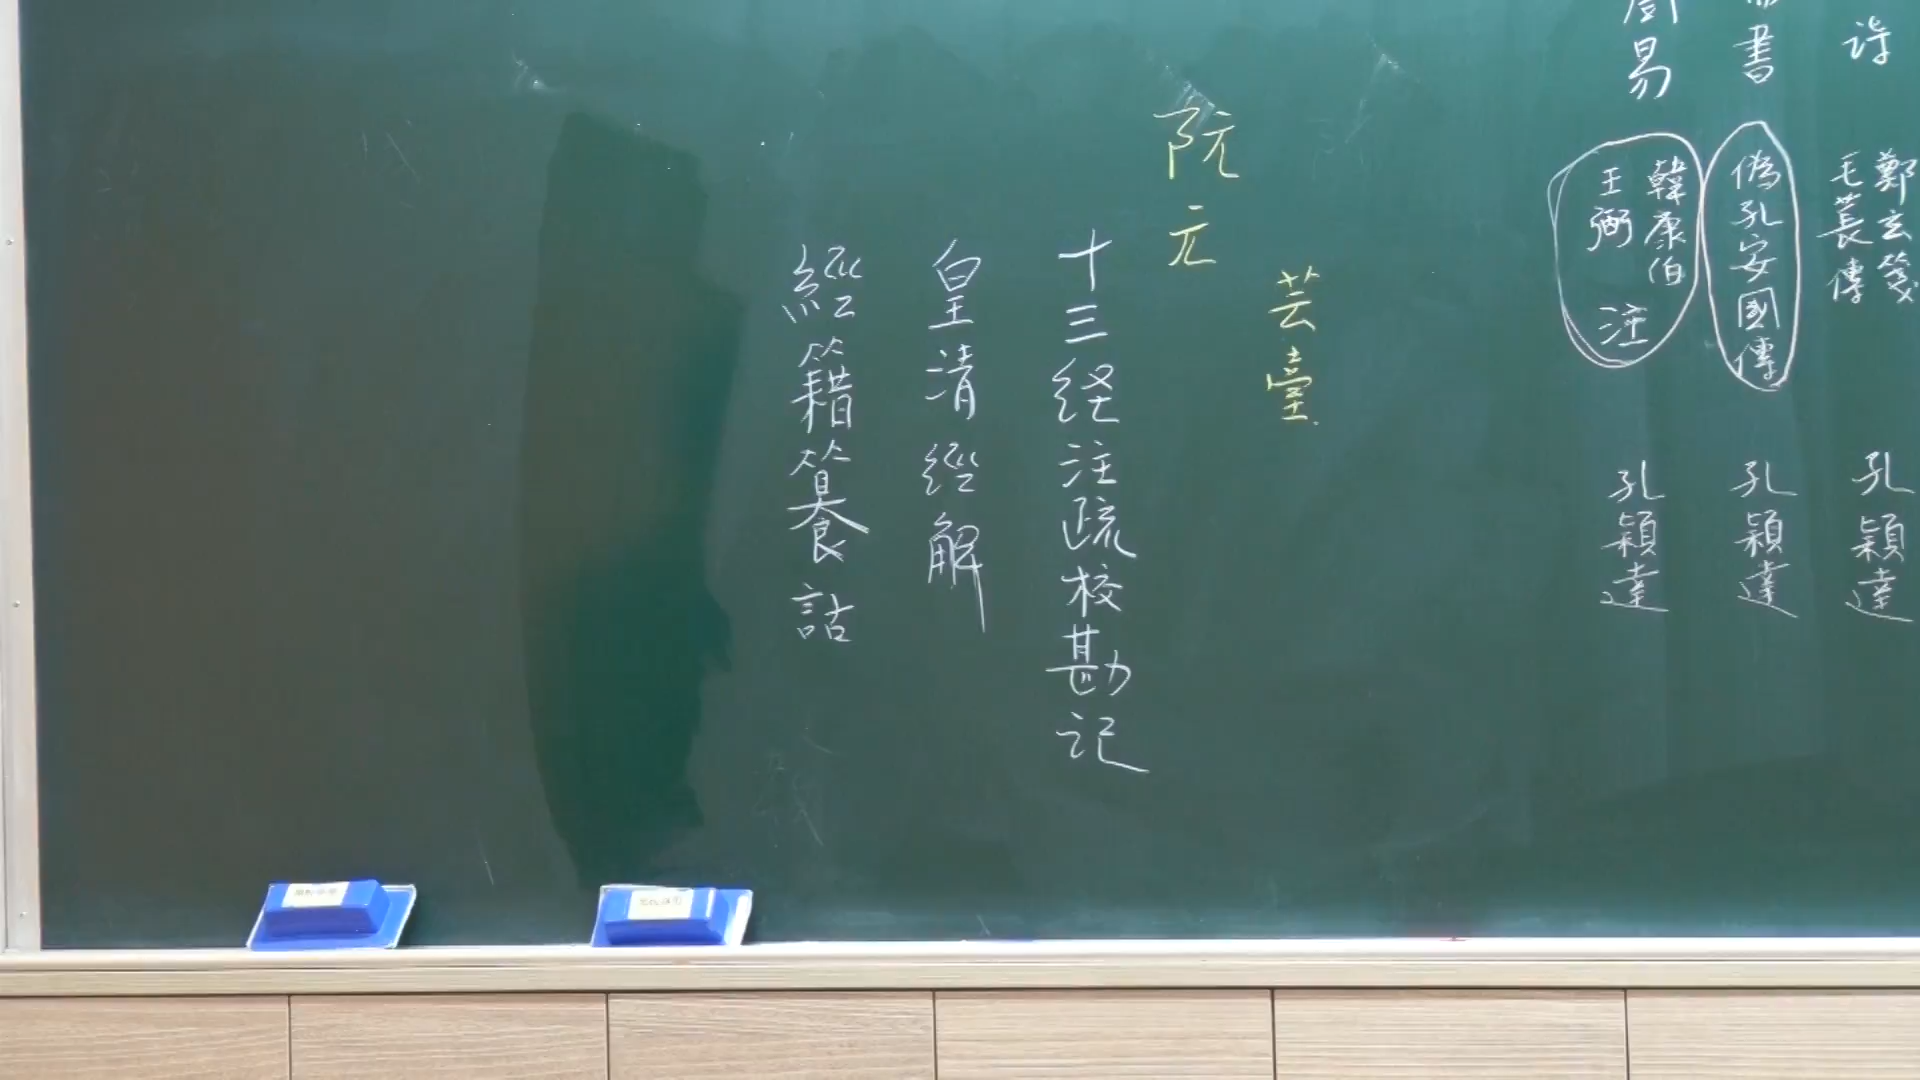 詩
鄭玄箋
毛萇傳
孔穎達
書
偽孔安國傳
孔穎達
周易
韓康伯
王弼 注
孔穎達
芸臺
阮元
十三経注疏校勘記
皇清經解
經籍籑詁